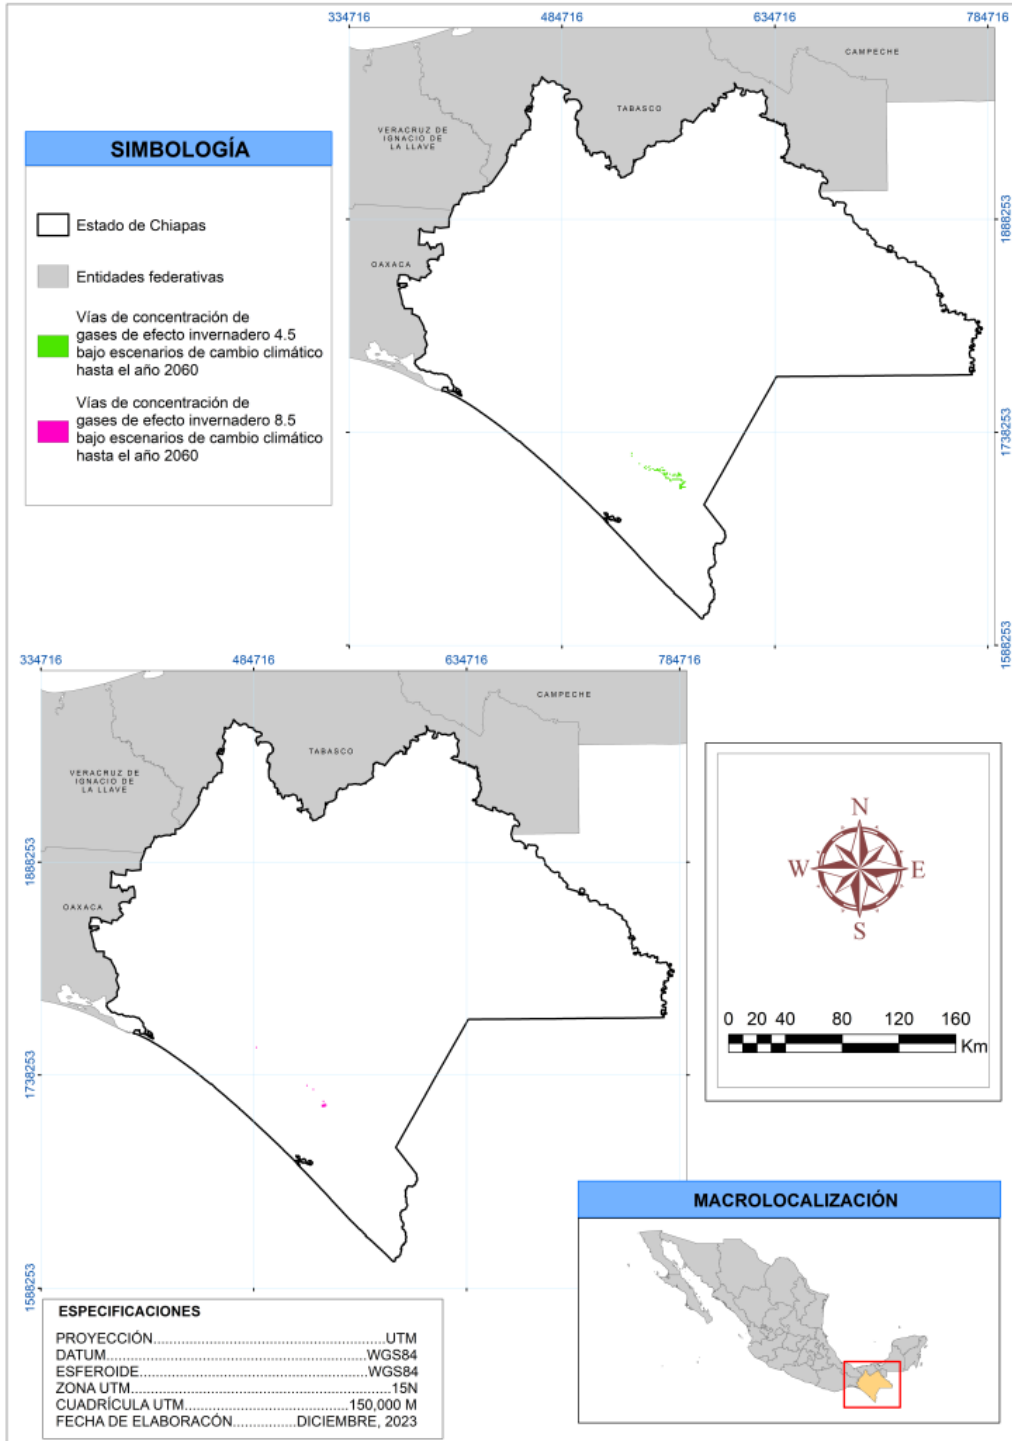 334716
484716
634716
784716
CAMPECHE
TABASCO
VERACRUZ DE
IGNACIO DE
LA LLAVE
OAXACA
1888253
1738253
1588253
SIMBOLOGÍA
Estado de Chiapas
Entidades federativas
Vías de concentración de
gases de efecto invernadero 4.5
bajo escenarios de cambio climático
hasta el año 2060
Vías de concentración de
gases de efecto invernadero 8.5
bajo escenarios de cambio climático
hasta el año 2060
334716
484716
634716
784716
CAMPECHE
TABASCO
VERACRUZ DE
IGNACIO DE
LA LLAVE
OAXACA
1888253
1738253
1588253
N
W
E
S
0 20 40 80 120 160
Km
MACROLOCALIZACIÓN
ESPECIFICACIONES
PROYECCIÓN.....................................................UTM
DATUM............................................................WGS84
ESFEROIDE.....................................................WGS84
ZONA UTM............................................................15N
CUADRÍCULA UTM..................................150,000 M
FECHA DE ELABORACÓN..............DICIEMBRE, 2023